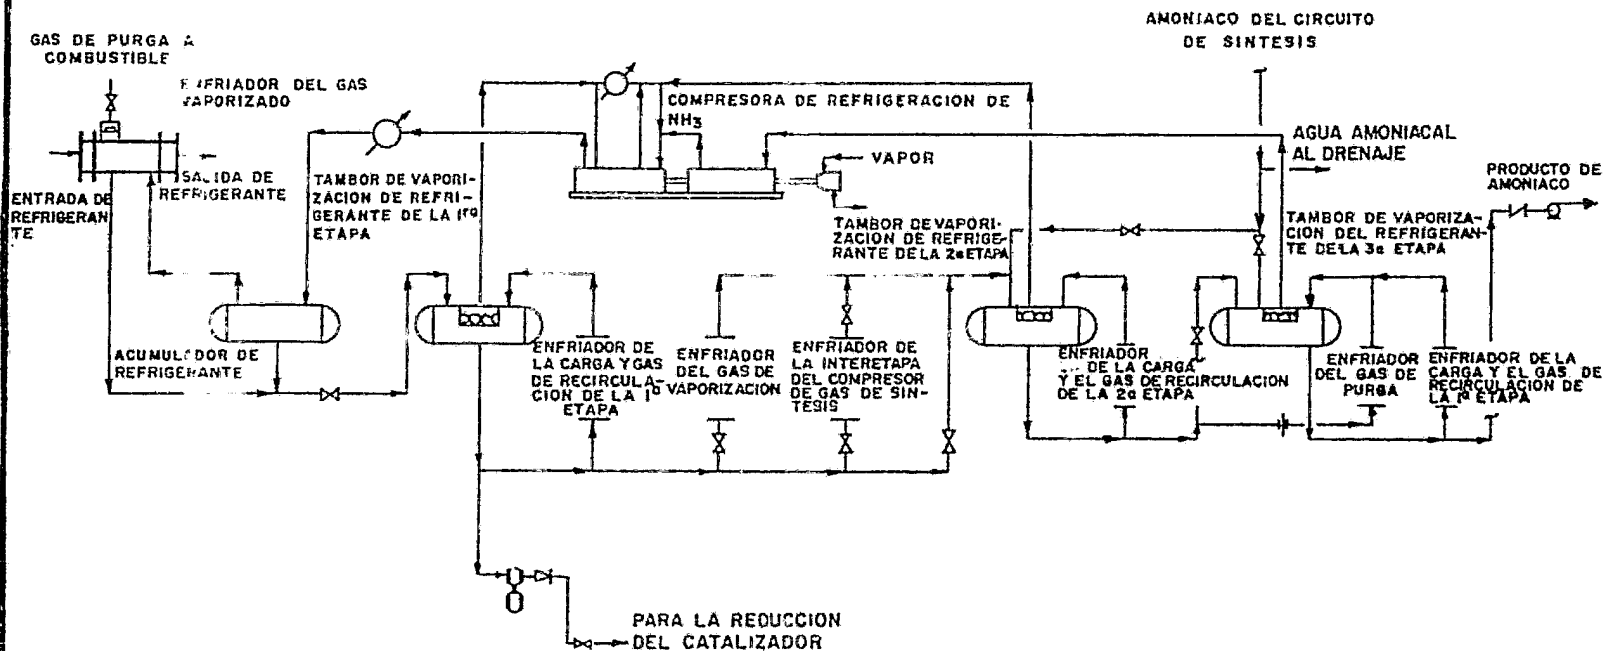 AMONIACO DEL CIRCUITO
DE SINTESIS
GAS DE PURGA A
COMBUSTIBLE
ENFRIADOR DEL GAS
VAPORIZADO
COMPRESORA DE REFRIGERACION DE
NH3
AGUA AMONIACAL
AL DRENAJE
VAPOR
PRODUCTO DE
AMONIACO
SALIDA DE
REFRIGERANTE
ENTRADA DE
REFRIGERAN
TE
TAMBOR DE VAPORI-
ZACION DE REFRI-
GERANTE DE LA 1ra
ETAPA
TAMBOR DE VAPORI-
ZACION DE REFRIGE-
RANTE DE LA 2a ETAPA
TAMBOR DE VAPORIZA-
CION DEL REFRIGERAN-
TE DE LA 3a ETAPA
ACUMULADOR DE
REFRIGERANTE
ENFRIADOR DE
LA CARGA Y GAS
DE RECIRCULA-
CION DE LA 1a
ETAPA
ENFRIADOR
DEL GAS DE
VAPORIZACION
ENFRIADOR DE
LA INTERETAPA
DEL COMPRESOR
DE GAS DE SIN-
TESIS
ENFRIADOR
DE LA CARGA
Y EL GAS DE RECIRCULACION
DE LA 2a ETAPA
ENFRIADOR
DEL GAS DE
PURGA
ENFRIADOR DE LA
CARGA Y EL GAS DE
RECIRCULACION DE
LA 1a ETAPA
PARA LA REDUCCION
DEL CATALIZADOR